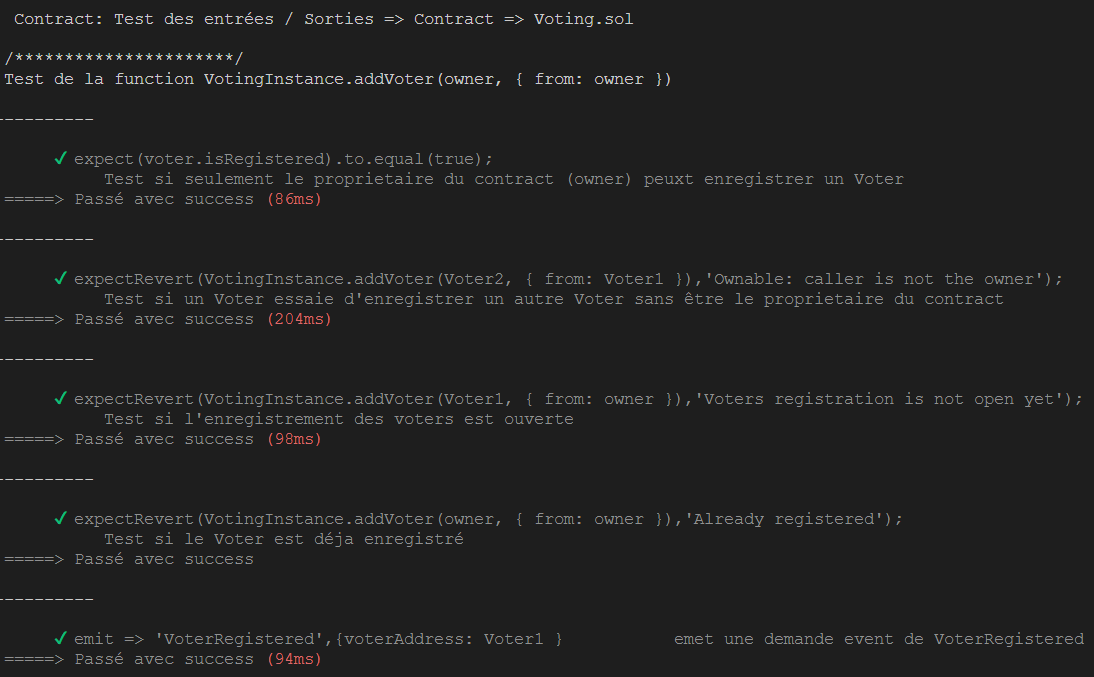 Contract: Test des entrées / Sorties => Contract => Voting.sol
/**********************/
Test de la function VotingInstance.addVoter(owner, { from: owner })
----------
✓ expect(voter.isRegistered).to.equal(true);
Test si seulement le proprietaire du contract (owner) peuxt enregistrer un Voter
=====> Passé avec success (86ms)
----------
✓ expectRevert(VotingInstance.addVoter(Voter2, { from: Voter1 }),'Ownable: caller is not the owner');
Test si un Voter essaie d'enregistrer un autre Voter sans être le proprietaire du contract
=====> Passé avec success (204ms)
----------
✓ expectRevert(VotingInstance.addVoter(Voter1, { from: owner }),'Voters registration is not open yet');
Test si l'enregistrement des voters est ouverte
=====> Passé avec success (98ms)
----------
✓ expectRevert(VotingInstance.addVoter(owner, { from: owner }),'Already registered');
Test si le Voter est déja enregistré
=====> Passé avec success
----------
✓ emit => 'VoterRegistered',{voterAddress: Voter1 } emet une demande event de VoterRegistered
=====> Passé avec success (94ms)